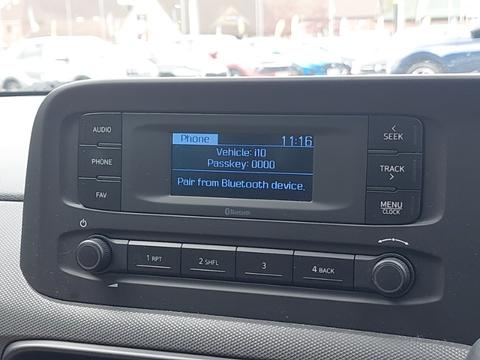 AUDIO
PHONE
FAV
Phone 11:16
Vehicle: i10
Passkey: 0000
Pair from Bluetooth device.
Bluetooth
< SEEK
TRACK >
MENU
CLOCK
1 RPT
2 SHFL
3
4 BACK